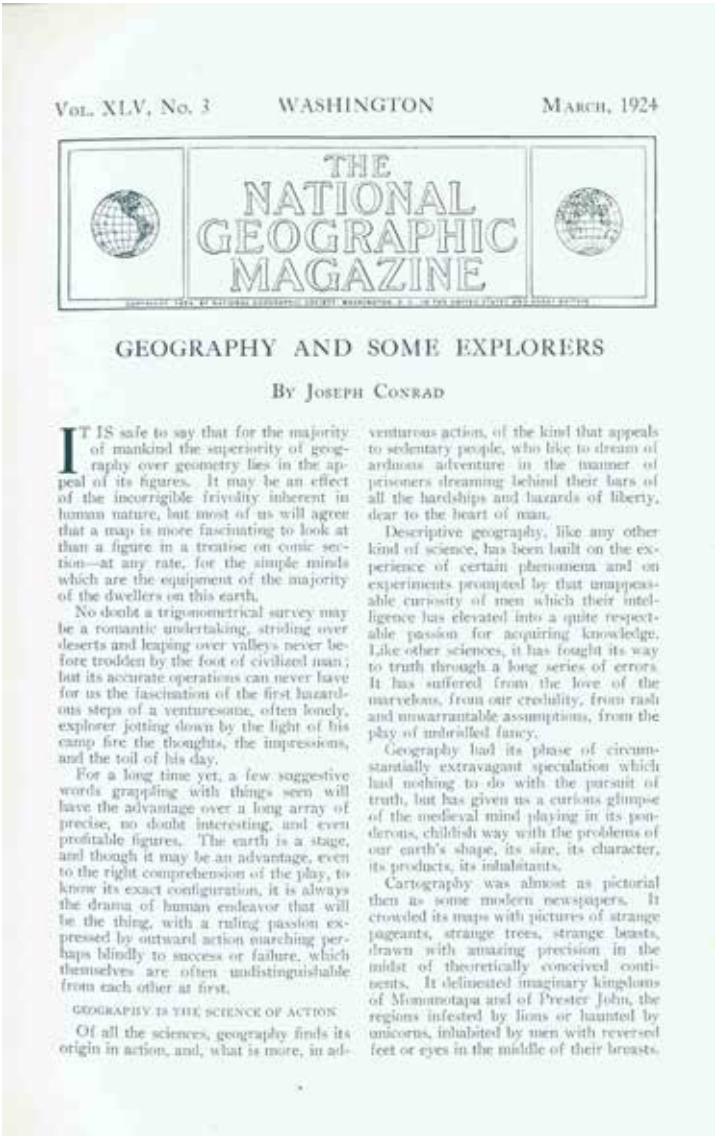 VOL. XLV, No. 3 WASHINGTON MARCH, 1924
THE
NATIONAL
GEOGRAPHIC
MAGAZINE
COPYRIGHT, 1924, BY NATIONAL GEOGRAPHIC SOCIETY, WASHINGTON, D. C., IN THE UNITED STATES AND GREAT BRITAIN
GEOGRAPHY AND SOME EXPLORERS
BY JOSEPH CONRAD
IT IS safe to say that for the majority
of mankind the superiority of geog-
raphy over geometry lies in the ap-
peal of its figures. It may be an effect
of the incorrigible frivolity inherent in
human nature, but most of us will agree
that a map is more fascinating to look at
than a figure in a treatise on conic sec-
tion—at any rate, for the simple minds
which are the equipment of the majority
of the dwellers on this earth.
No doubt a trigonometrical survey may
be a romantic undertaking, striding over
deserts and leaping over valleys never be-
fore trodden by the foot of civilized man;
but its accurate operations can never have
for us the fascination of the first hazard-
ous steps of a venturesome, often lonely,
explorer jotting down by the light of his
camp fire the thoughts, the impressions,
and the toil of his day.
For a long time yet, a few suggestive
words grappling with things seen will
have the advantage over a long array of
precise, no doubt interesting, and even
profitable figures. The earth is a stage,
and though it may be an advantage, even
to the right comprehension of the play, to
know its exact configuration, it is always
the drama of human endeavor that will
be the thing, with a ruling passion ex-
pressed by outward action marching per-
haps blindly to success or failure, which
themselves are often undistinguishable
from each other at first.
GEOGRAPHY IS THE SCIENCE OF ACTION
Of all the sciences, geography finds its
origin in action, and, what is more, in ad-
venturous action, of the kind that appeals
to sedentary people, who like to dream of
arduous adventure in the manner of
prisoners dreaming behind their bars of
all the hardships and hazards of liberty,
dear to the heart of man.
Descriptive geography, like any other
kind of science, has been built on the ex-
perience of certain phenomena and on
experiments prompted by that unappeas-
able curiosity of men which their intel-
ligence has elevated into a quite respect-
able passion for acquiring knowledge.
Like other sciences, it has fought its way
to truth through a long series of errors.
It has suffered from the love of the
marvelous, from our credulity, from rash
and unwarrantable assumptions, from the
play of unbridled fancy.
Geography had its phase of circum-
stantially extravagant speculation which
had nothing to do with the pursuit of
truth, but has given us a curious glimpse
of the medieval mind playing in its pon-
derous, childish way with the problems of
our earth's shape, its size, its character,
its products, its inhabitants.
Cartography was almost as pictorial
then as some modern newspapers. It
crowded its maps with pictures of strange
pageants, strange trees, strange beasts,
drawn with amazing precision in the
midst of theoretically conceived conti-
nents. It delineated imaginary kingdoms
of Monomotapa and of Prester John, the
regions infested by lions or haunted by
unicorns, inhabited by men with reversed
feet or eyes in the middle of their breasts.